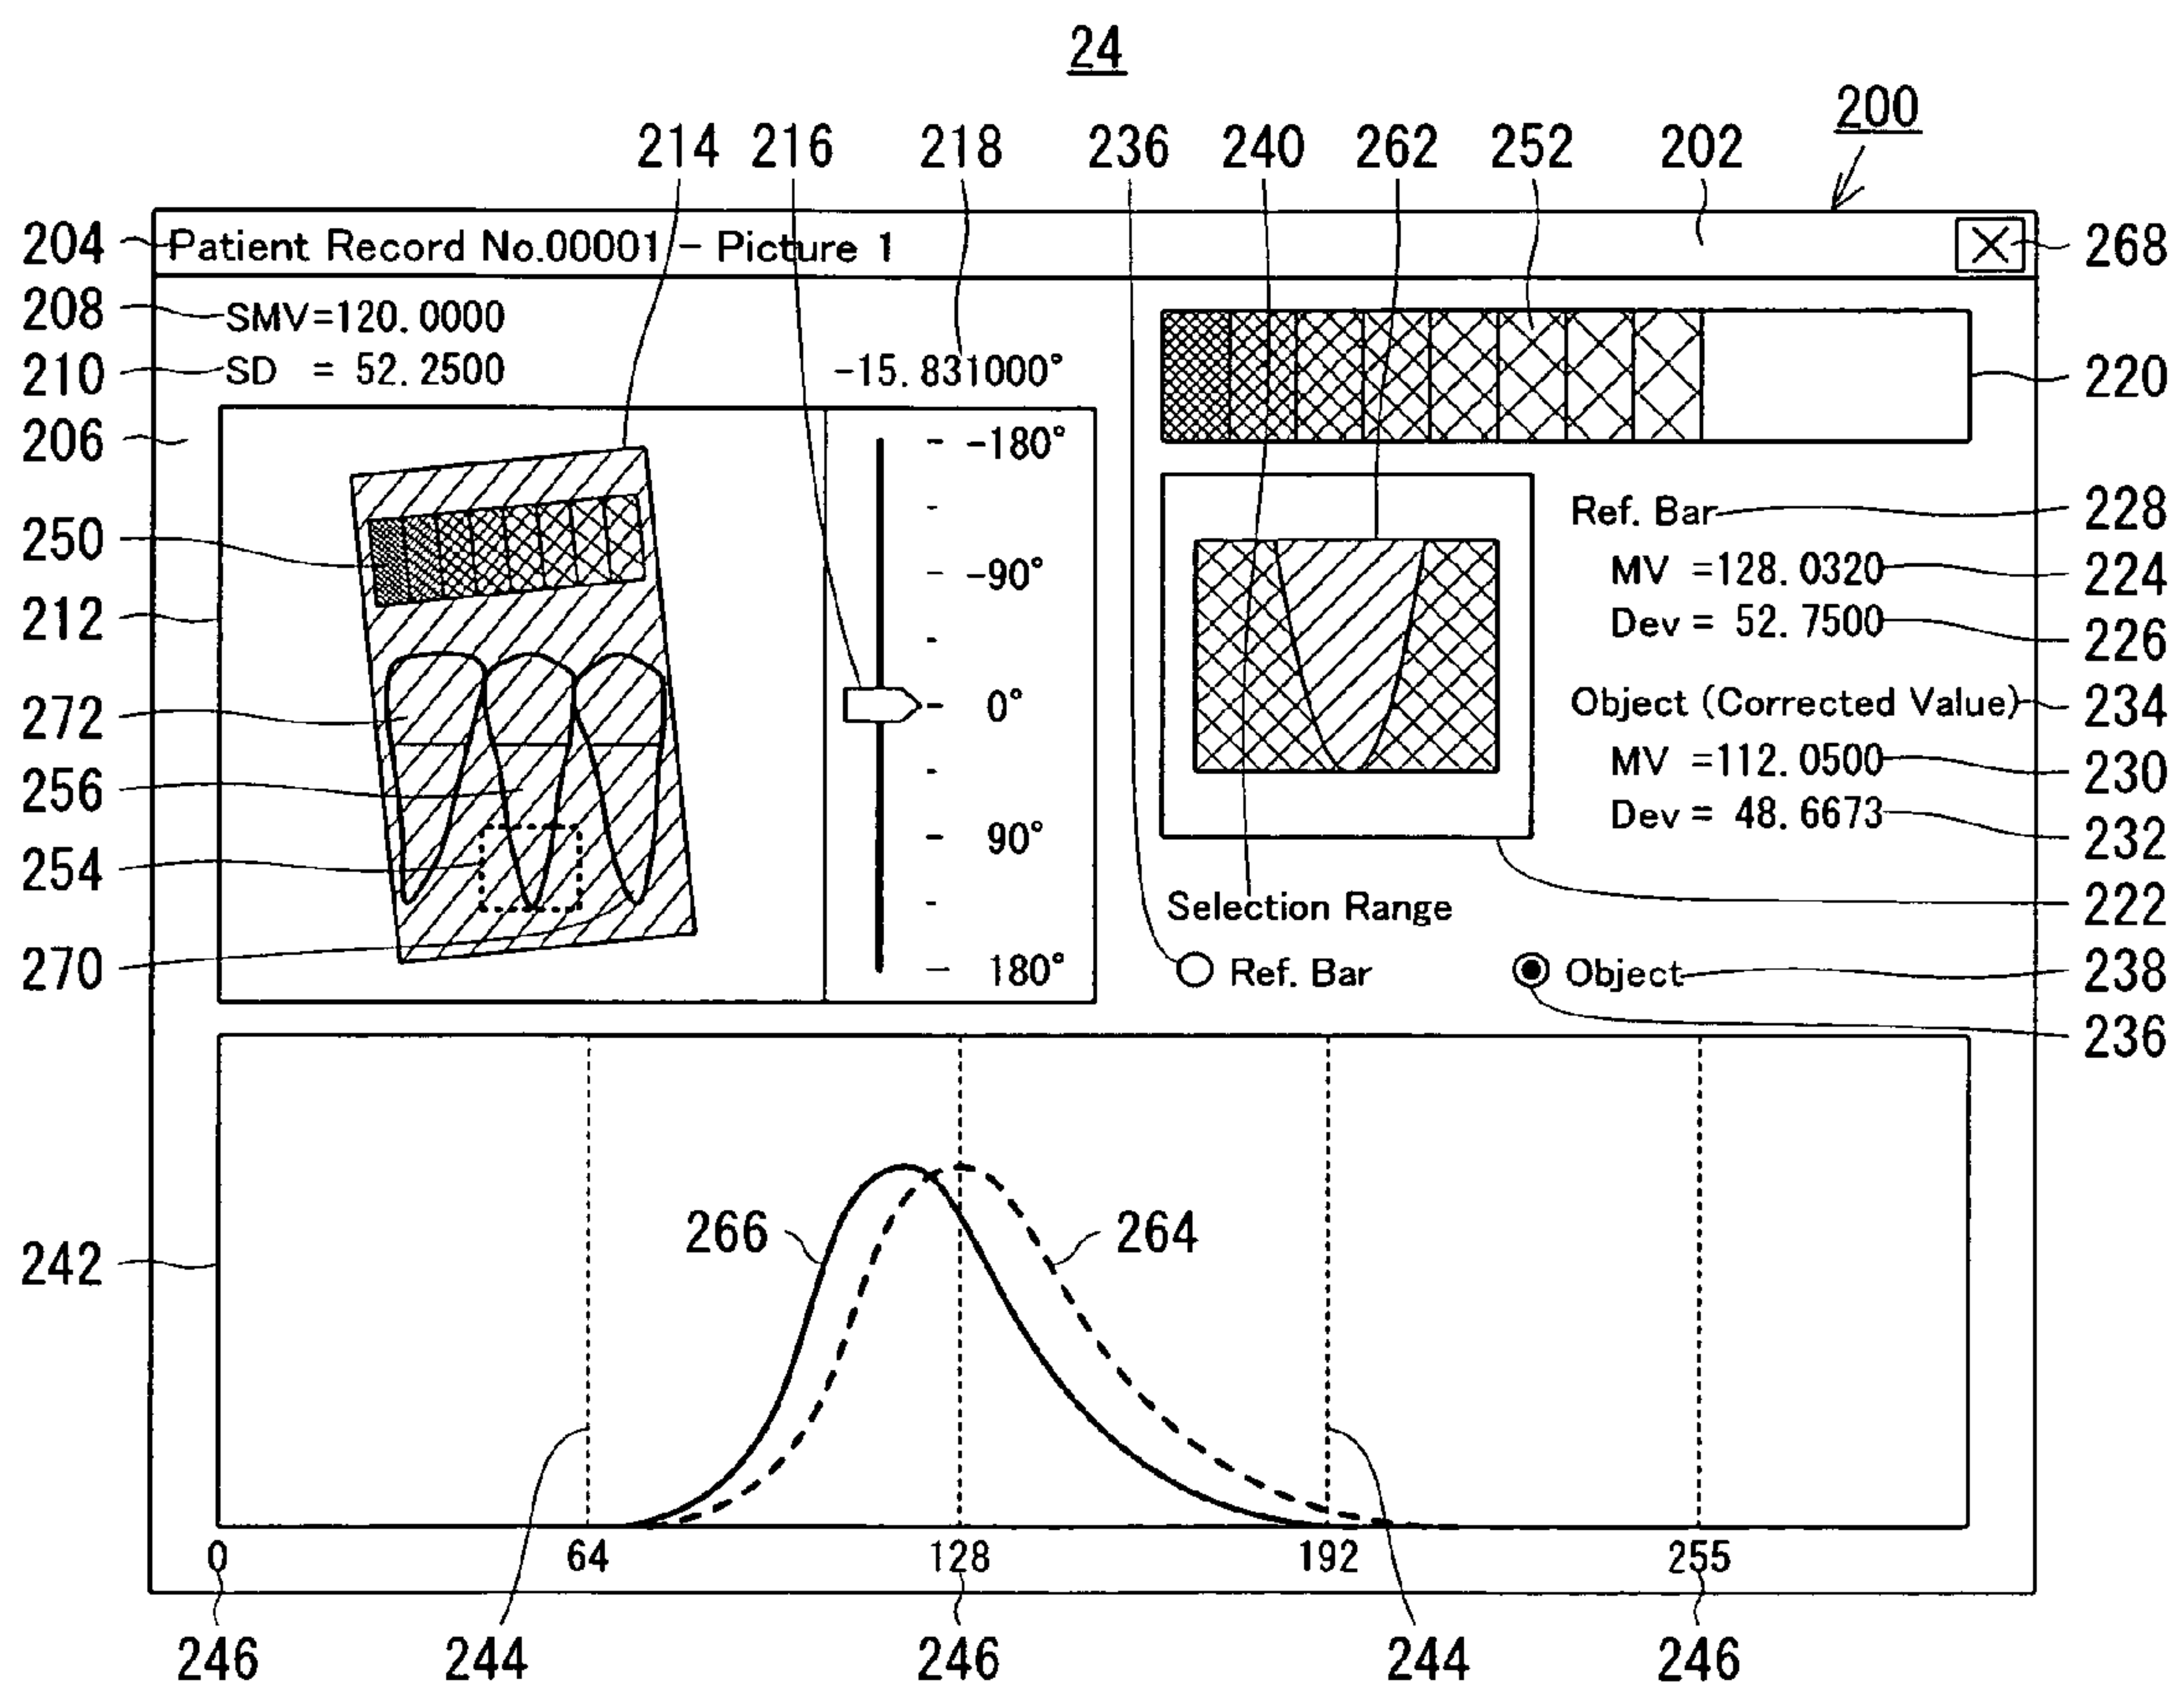 24
200
214 216 218 236 240 262 252 202
204 Patient Record No.00001 - Picture 1 268
208 SMV=120.0000
210 SD = 52.2500 -15.831000° 220
206 -180°
250 -90° Ref. Bar 228
MV =128.0320 224
212 Dev = 52.7500 226
272 0° Object (Corrected Value) 234
256 MV =112.0500 230
90° Dev = 48.6673 232
254 Selection Range 222
270 180° Ref. Bar Object 238
236
266 264
242
0 64 128 192 255
246 244 246 244 246